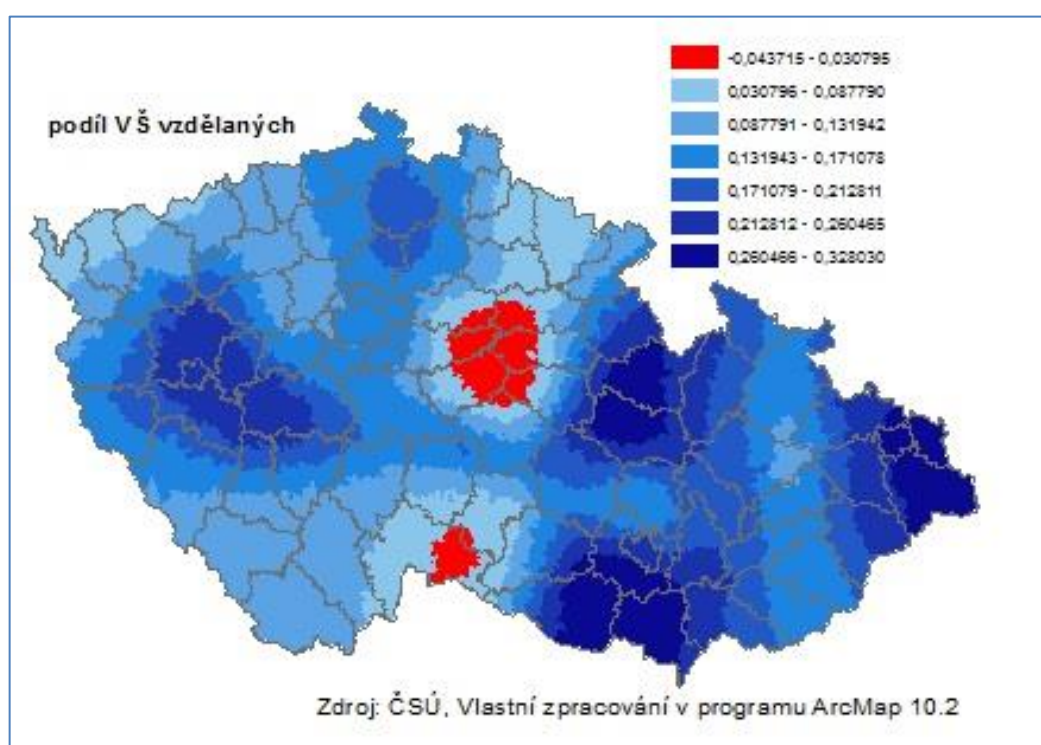 -0,043715 - 0,030795
0,030796 - 0,087790
podíl VŠ vzdělaných
0,087791 - 0,131942
0,131943 - 0,171078
0,171079 - 0,212811
0,212812 - 0,260465
0,260466 - 0,328030
Zdroj: ČSÚ, Vlastní zpracování v programu ArcMap 10.2